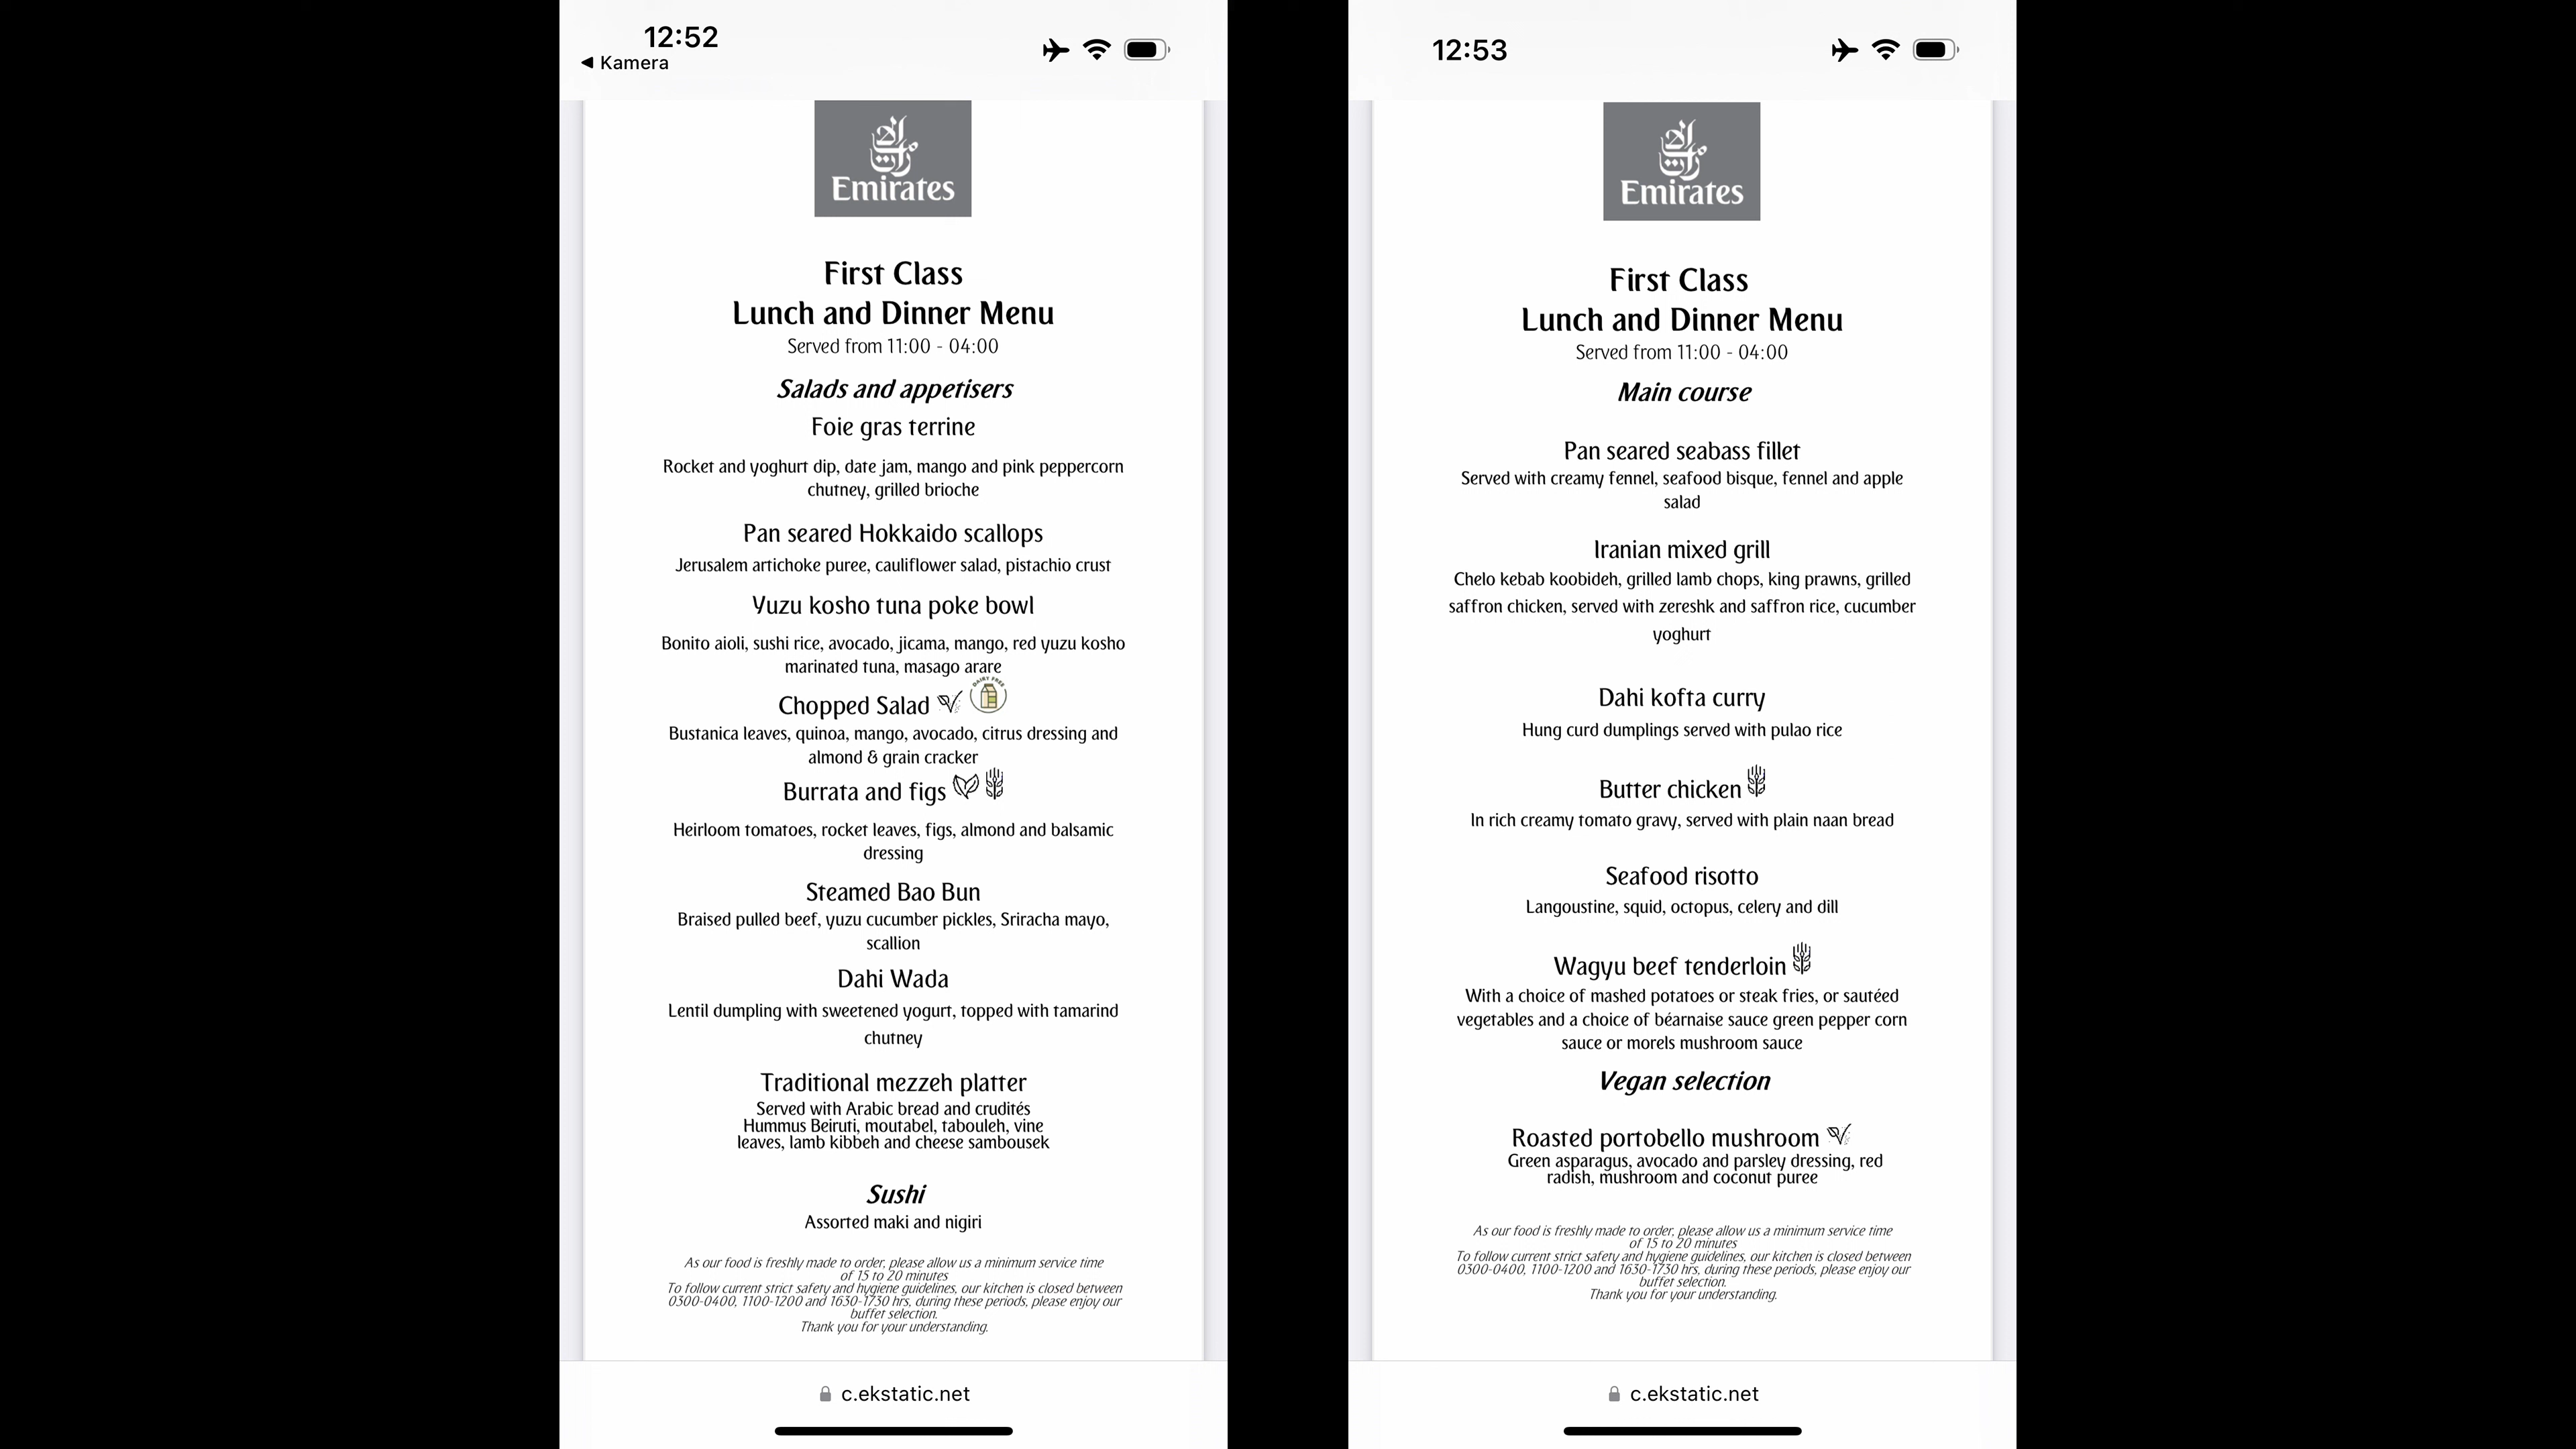 12:52
◀ Kamera
الإمارات
Emirates
First Class
Lunch and Dinner Menu
Served from 11:00 - 04:00
Salads and appetisers
Foie gras terrine
Rocket and yoghurt dip, date jam, mango and pink peppercorn
chutney, grilled brioche
Pan seared Hokkaido scallops
Jerusalem artichoke puree, cauliflower salad, pistachio crust
Yuzu kosho tuna poke bowl
Bonito aioli, sushi rice, avocado, jicama, mango, red yuzu kosho
marinated tuna, masago arare
Chopped Salad
DAIRY FREE
Bustanica leaves, quinoa, mango, avocado, citrus dressing and
almond & grain cracker
Burrata and figs
Heirloom tomatoes, rocket leaves, figs, almond and balsamic
dressing
Steamed Bao Bun
Braised pulled beef, yuzu cucumber pickles, Sriracha mayo,
scallion
Dahi Wada
Lentil dumpling with sweetened yogurt, topped with tamarind
chutney
Traditional mezzeh platter
Served with Arabic bread and crudités
Hummus Beiruti, moutabel, tabouleh, vine
leaves, lamb kibbeh and cheese sambousek
Sushi
Assorted maki and nigiri
As our food is freshly made to order, please allow us a minimum service time
of 15 to 20 minutes
To follow current strict safety and hygiene guidelines, our kitchen is closed between
0300-0400, 1100-1200 and 1630-1730 hrs, during these periods, please enjoy our
buffet selection.
Thank you for your understanding.
c.ekstatic.net
12:53
الإمارات
Emirates
First Class
Lunch and Dinner Menu
Served from 11:00 - 04:00
Main course
Pan seared seabass fillet
Served with creamy fennel, seafood bisque, fennel and apple
salad
Iranian mixed grill
Chelo kebab koobideh, grilled lamb chops, king prawns, grilled
saffron chicken, served with zereshk and saffron rice, cucumber
yoghurt
Dahi kofta curry
Hung curd dumplings served with pulao rice
Butter chicken
In rich creamy tomato gravy, served with plain naan bread
Seafood risotto
Langoustine, squid, octopus, celery and dill
Wagyu beef tenderloin
With a choice of mashed potatoes or steak fries, or sautéed
vegetables and a choice of béarnaise sauce green pepper corn
sauce or morels mushroom sauce
Vegan selection
Roasted portobello mushroom
Green asparagus, avocado and parsley dressing, red
radish, mushroom and coconut puree
As our food is freshly made to order, please allow us a minimum service time
of 15 to 20 minutes
To follow current strict safety and hygiene guidelines, our kitchen is closed between
0300-0400, 1100-1200 and 1630-1730 hrs, during these periods, please enjoy our
buffet selection.
Thank you for your understanding.
c.ekstatic.net